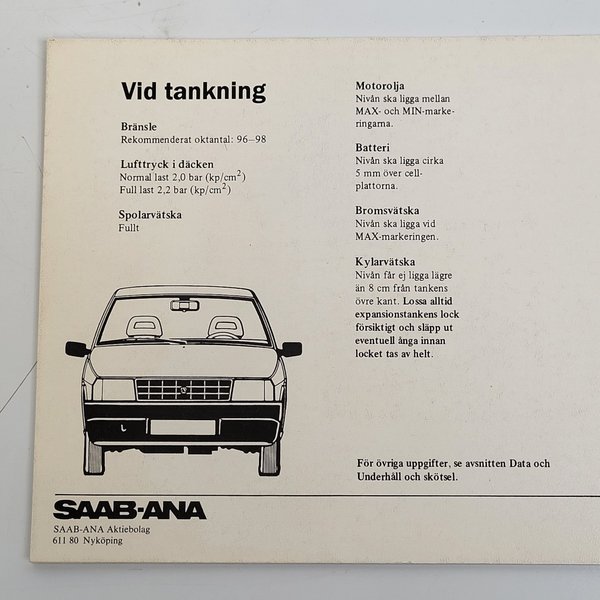 Vid tankning
Bränsle
Rekommenderat oktantal: 96–98
Lufttryck i däcken
Normal last 2,0 bar (kp/cm²)
Full last 2,2 bar (kp/cm²)
Spolarvätska
Fullt
Motorolja
Nivån ska ligga mellan
MAX- och MIN-marke-
ringarna.
Batteri
Nivån ska ligga cirka
5 mm över cell-
plattorna.
Bromsvätska
Nivån ska ligga vid
MAX-markeringen.
Kylarvätska
Nivån får ej ligga lägre
än 8 cm från tankens
övre kant. Lossa alltid
expansionstankens lock
försiktigt och släpp ut
eventuell ånga innan
locket tas av helt.
För övriga uppgifter, se avsnitten Data och
Underhåll och skötsel.
SAAB-ANA
SAAB-ANA Aktiebolag
611 80 Nyköping